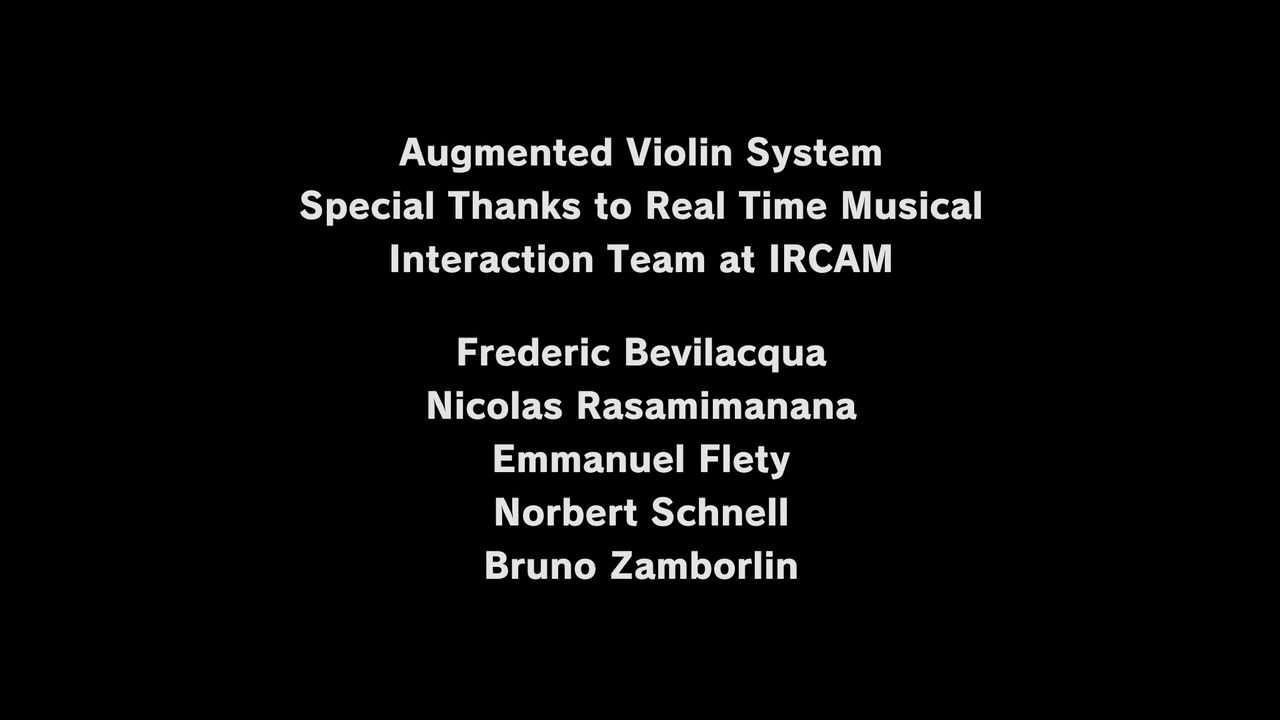 Augmented Violin System
Special Thanks to Real Time Musical
Interaction Team at IRCAM
Frederic Bevilacqua
Nicolas Rasamimanana
Emmanuel Flety
Norbert Schnell
Bruno Zamborlin